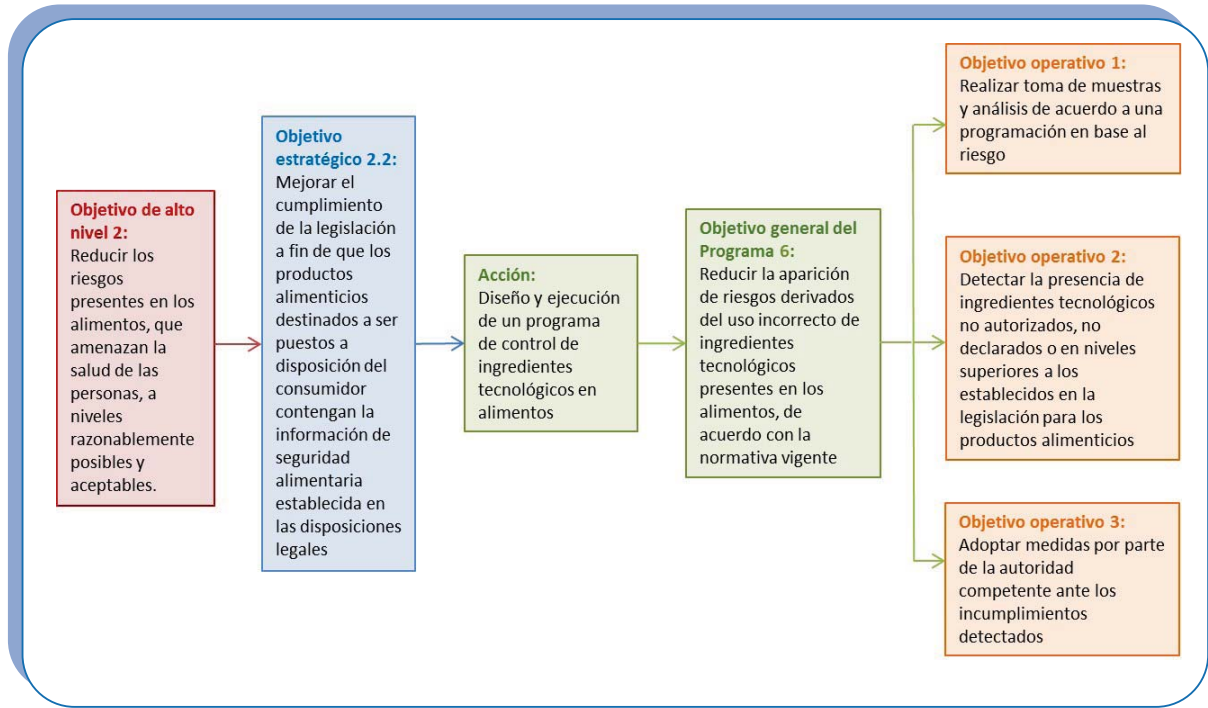 Objetivo de alto
nivel 2:
Reducir los
riesgos
presentes en los
alimentos, que
amenazan la
salud de las
personas, a
niveles
razonablemente
posibles y
aceptables.
Objetivo
estratégico 2.2:
Mejorar el
cumplimiento
de la legislación
a fin de que los
productos
alimenticios
destinados a ser
puestos a
disposición del
consumidor
contengan la
información de
seguridad
alimentaria
establecida en
las disposiciones
legales
Acción:
Diseño y ejecución
de un programa
de control de
ingredientes
tecnológicos en
alimentos
Objetivo general del
Programa 6:
Reducir la aparición
de riesgos derivados
del uso incorrecto de
ingredientes
tecnológicos
presentes en los
alimentos, de
acuerdo con la
normativa vigente
Objetivo operativo 1:
Realizar toma de muestras
y análisis de acuerdo a una
programación en base al
riesgo
Objetivo operativo 2:
Detectar la presencia de
ingredientes tecnológicos
no autorizados, no
declarados o en niveles
superiores a los
establecidos en la
legislación para los
productos alimenticios
Objetivo operativo 3:
Adoptar medidas por parte
de la autoridad
competente ante los
incumplimientos
detectados